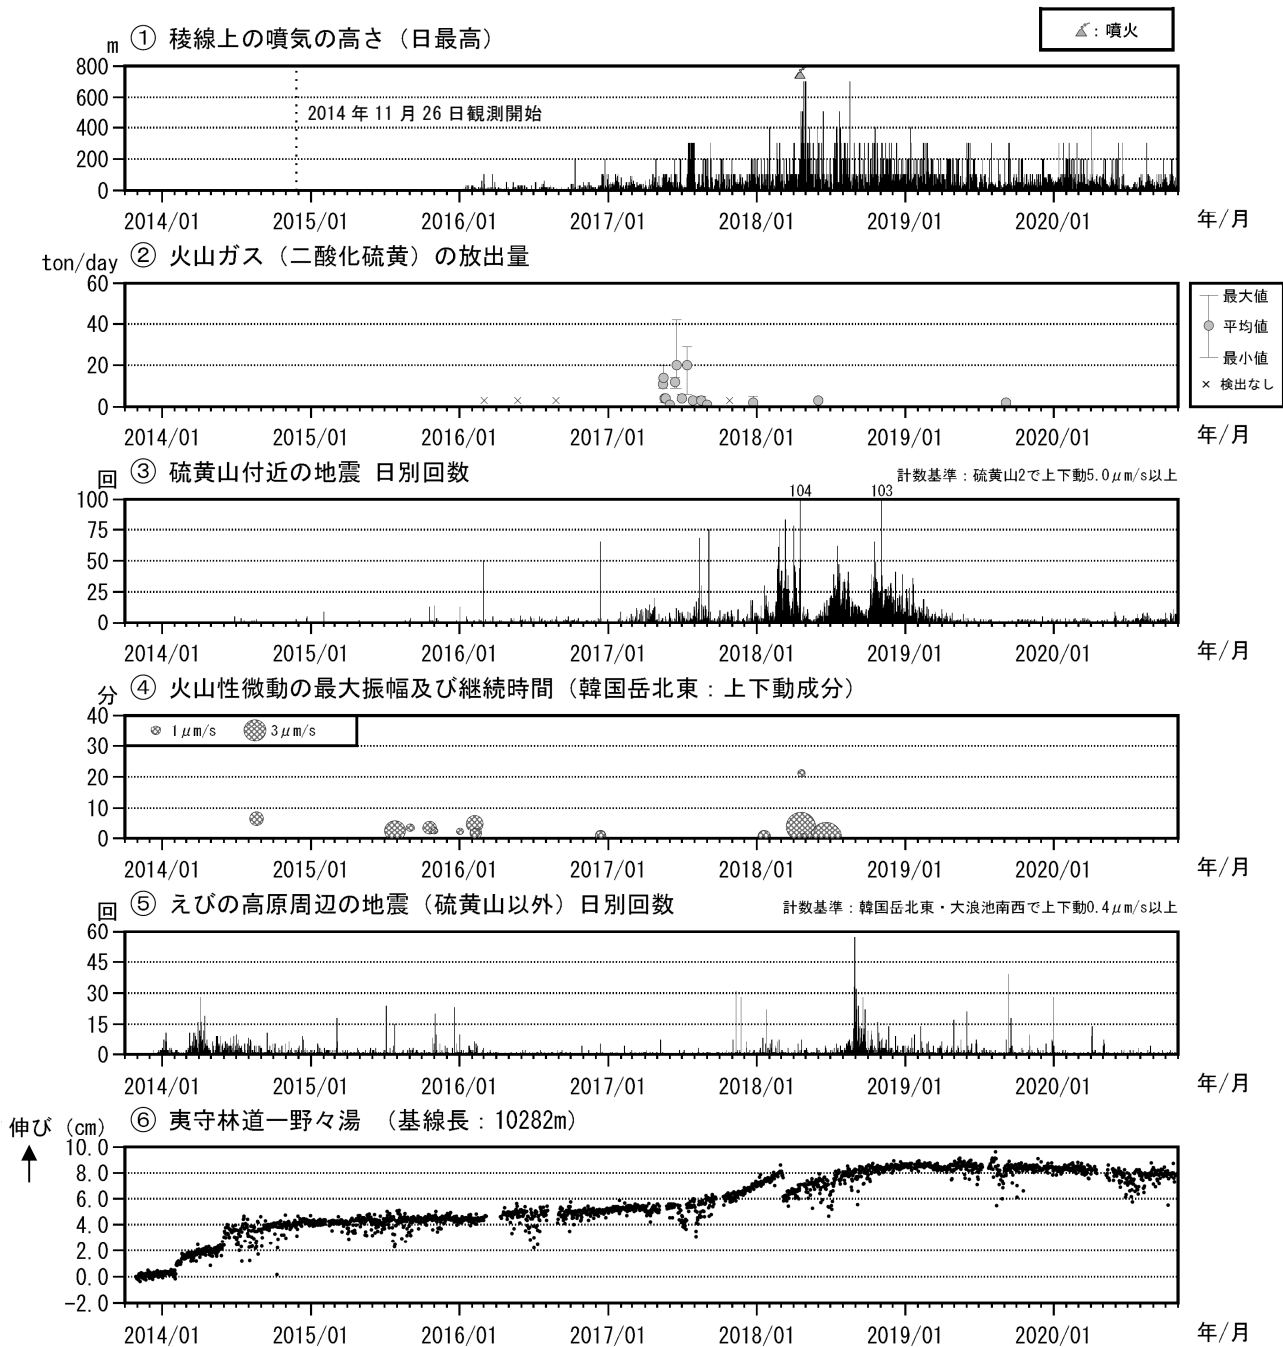 ① 稜線上の噴気の高さ（日最高）
：噴火
m
800
600
400
200
0
2014年11月26日観測開始
2014/01 2015/01 2016/01 2017/01 2018/01 2019/01 2020/01 年/月
② 火山ガス（二酸化硫黄）の放出量
ton/day
60
40
20
0
最大値
平均値
最小値
× 検出なし
2014/01 2015/01 2016/01 2017/01 2018/01 2019/01 2020/01 年/月
③ 硫黄山付近の地震 日別回数
計数基準：硫黄山2で上下動5.0μm/s以上
回
104 103
100
75
50
25
0
2014/01 2015/01 2016/01 2017/01 2018/01 2019/01 2020/01 年/月
④ 火山性微動の最大振幅及び継続時間（韓国岳北東：上下動成分）
分
1μm/s 3μm/s
40
30
20
10
0
2014/01 2015/01 2016/01 2017/01 2018/01 2019/01 2020/01 年/月
⑤ えびの高原周辺の地震（硫黄山以外）日別回数
計数基準：韓国岳北東・大浪池南西で上下動0.4μm/s以上
回
60
45
30
15
0
2014/01 2015/01 2016/01 2017/01 2018/01 2019/01 2020/01 年/月
⑥ 夷守林道－野々湯 （基線長：10282m）
伸び（cm）
10.0
8.0
6.0
4.0
2.0
0.0
-2.0
2014/01 2015/01 2016/01 2017/01 2018/01 2019/01 2020/01 年/月